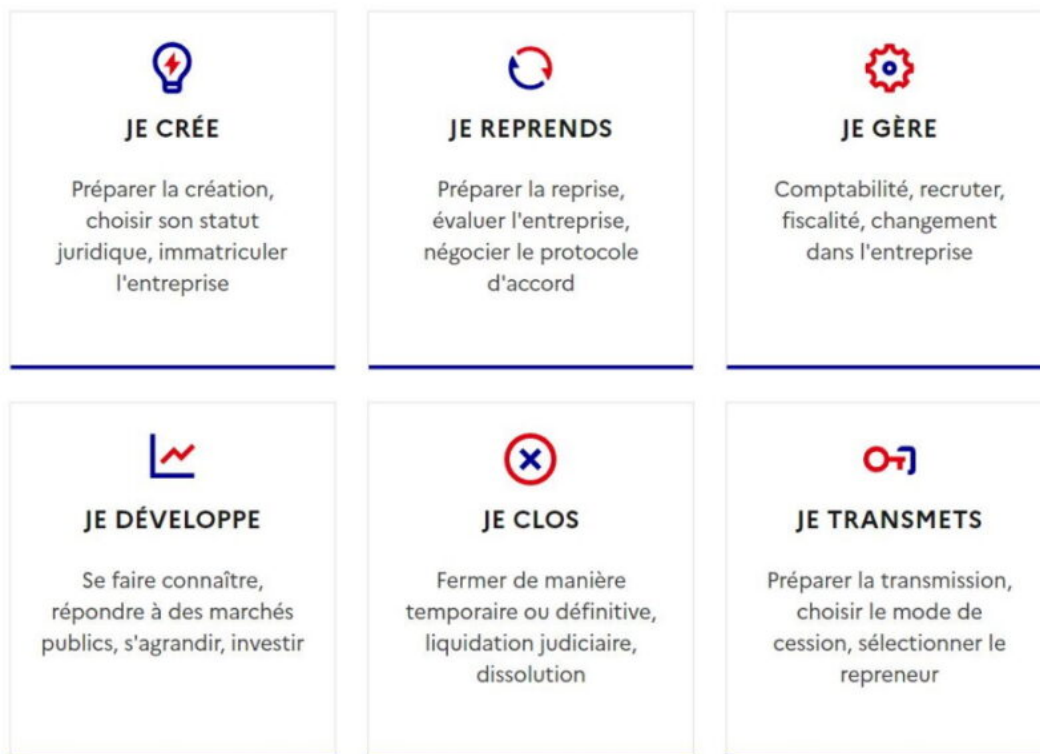 JE CRÉE
Préparer la création,
choisir son statut
juridique, immatriculer
l'entreprise
JE REPRENDS
Préparer la reprise,
évaluer l'entreprise,
négocier le protocole
d'accord
JE GÈRE
Comptabilité, recruter,
fiscalité, changement
dans l'entreprise
JE DÉVELOPPE
Se faire connaître,
répondre à des marchés
publics, s'agrandir, investir
JE CLOS
Fermer de manière
temporaire ou définitive,
liquidation judiciaire,
dissolution
JE TRANSMETS
Préparer la transmission,
choisir le mode de
cession, sélectionner le
repreneur